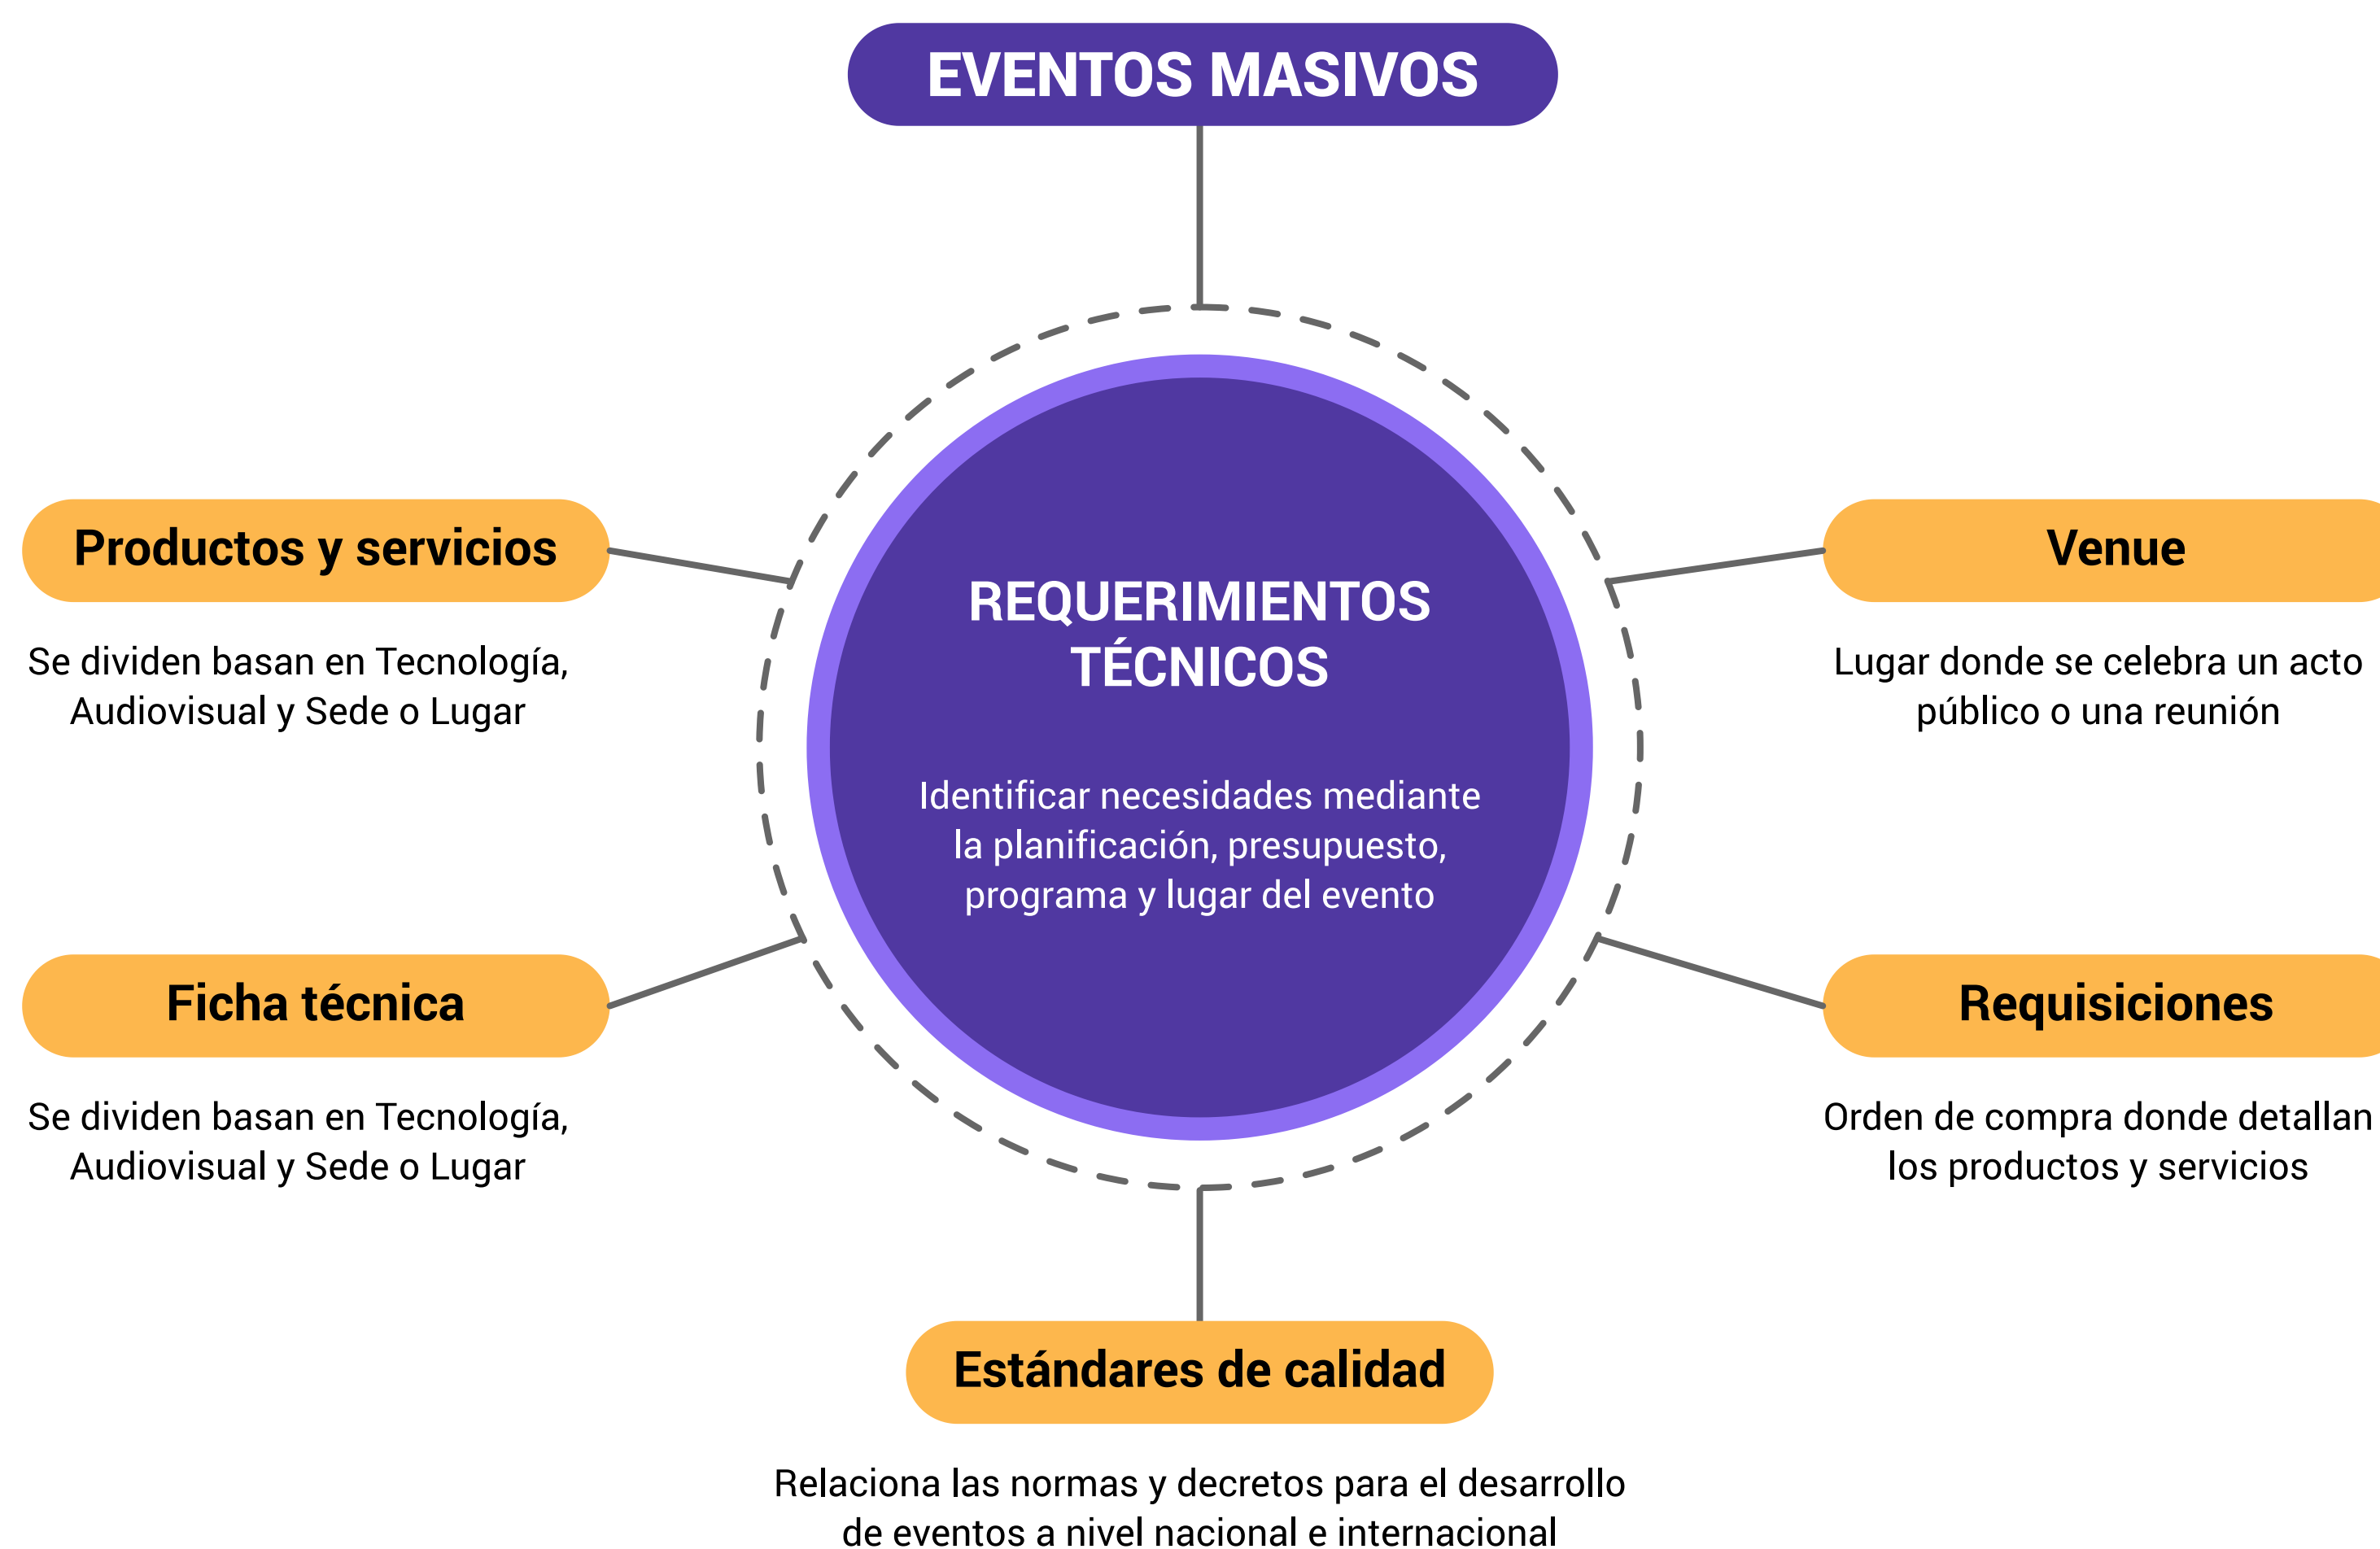 EVENTOS MASIVOS
Productos y servicios
Se dividen basan en Tecnología,
Audiovisual y Sede o Lugar
Venue
Lugar donde se celebra un acto
público o una reunión
REQUERIMIENTOS
TÉCNICOS
Identificar necesidades mediante
la planificación, presupuesto,
programa y lugar del evento
Ficha técnica
Se dividen basan en Tecnología,
Audiovisual y Sede o Lugar
Requisiciones
Orden de compra donde detallan
los productos y servicios
Estándares de calidad
Relaciona las normas y decretos para el desarrollo
de eventos a nivel nacional e internacional